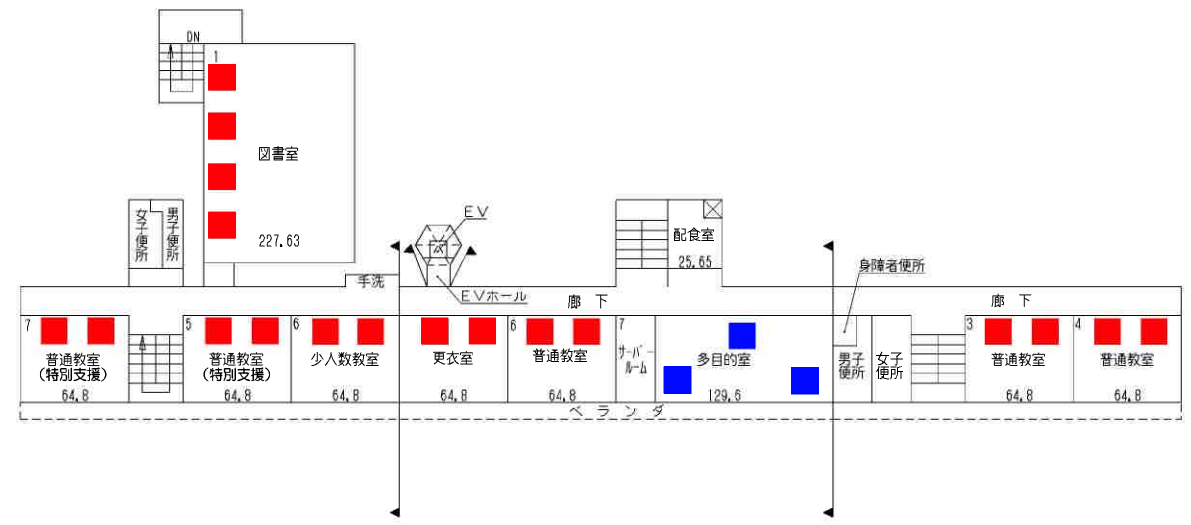 DN
1
図書室
227.63
女子便所
男子便所
手洗
EV
EVホール
配食室
25.65
身障者便所
廊下
廊下
7
普通教室
(特別支援)
64.8
5
普通教室
(特別支援)
64.8
6
少人数教室
64.8
更衣室
64.8
6
普通教室
64.8
7
サーバー
ルーム
多目的室
129.6
男子便所
女子便所
3
普通教室
64.8
4
普通教室
64.8
ベランダ